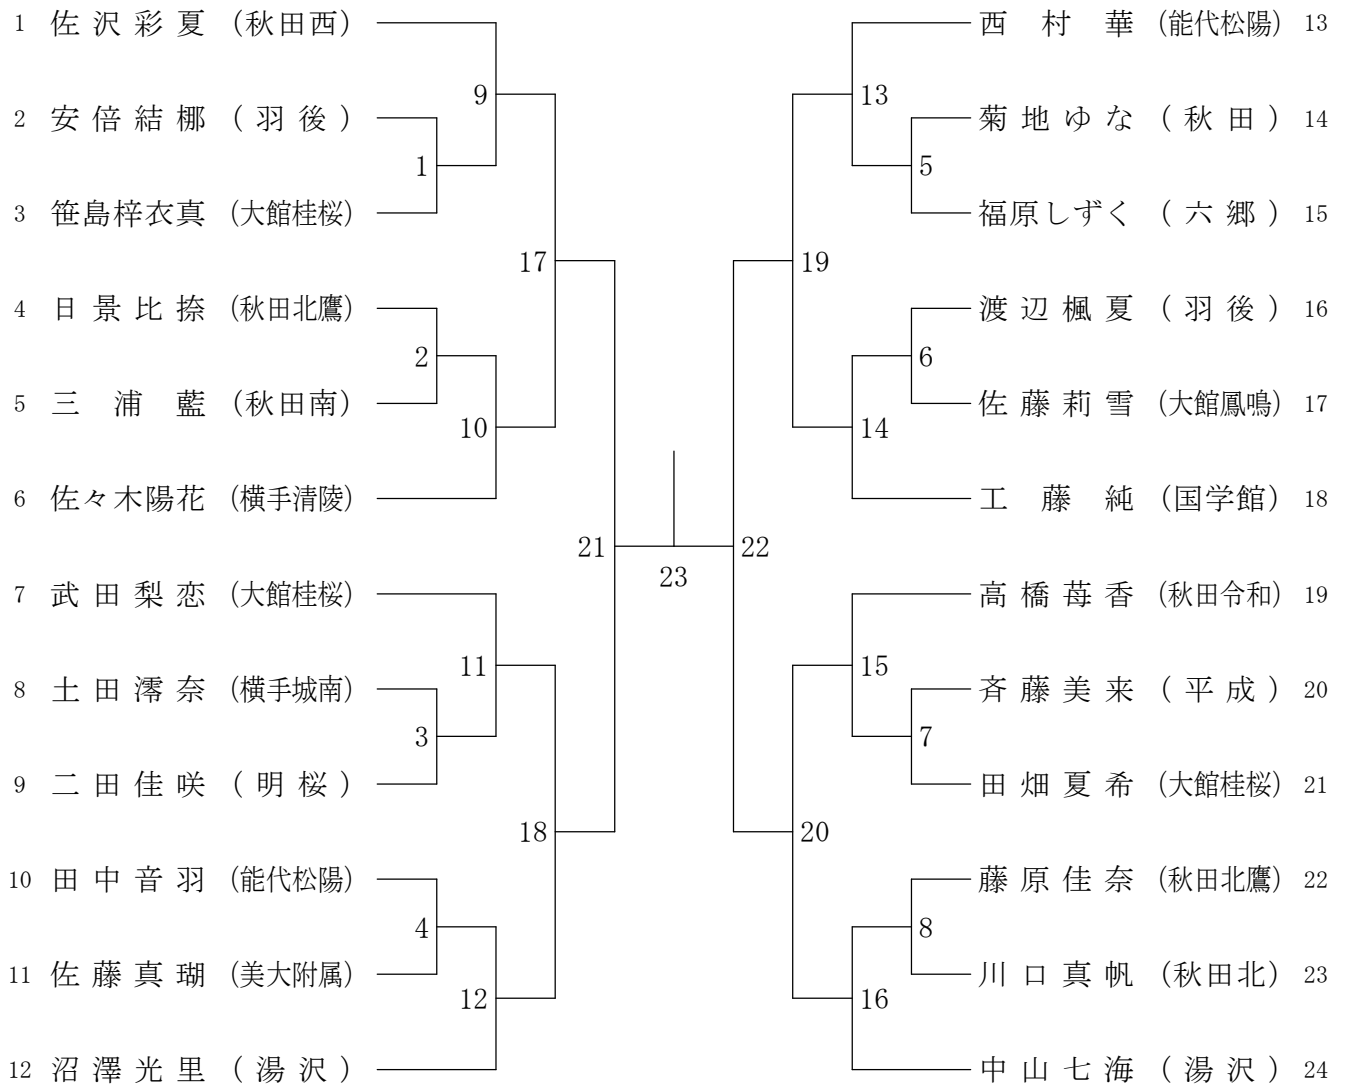 1 佐沢彩夏 (秋田西)
2 安倍結梛 (羽後)
3 笹島梓衣真 (大館桂桜)
4 日景比捺 (秋田北鷹)
5 三浦藍 (秋田南)
6 佐々木陽花 (横手清陵)
7 武田梨恋 (大館桂桜)
8 土田澪奈 (横手城南)
9 二田佳咲 (明桜)
10 田中音羽 (能代松陽)
11 佐藤真瑚 (美大附属)
12 沼澤光里 (湯沢)
9
1
17
2
10
21
11
3
18
4
12
23
13
5
19
6
14
22
15
7
20
8
16
西村華 (能代松陽) 13
菊地ゆな (秋田) 14
福原しずく (六郷) 15
渡辺楓夏 (羽後) 16
佐藤莉雪 (大館鳳鳴) 17
工藤純 (国学館) 18
高橋苺香 (秋田令和) 19
斉藤美来 (平成) 20
田畑夏希 (大館桂桜) 21
藤原佳奈 (秋田北鷹) 22
川口真帆 (秋田北) 23
中山七海 (湯沢) 24